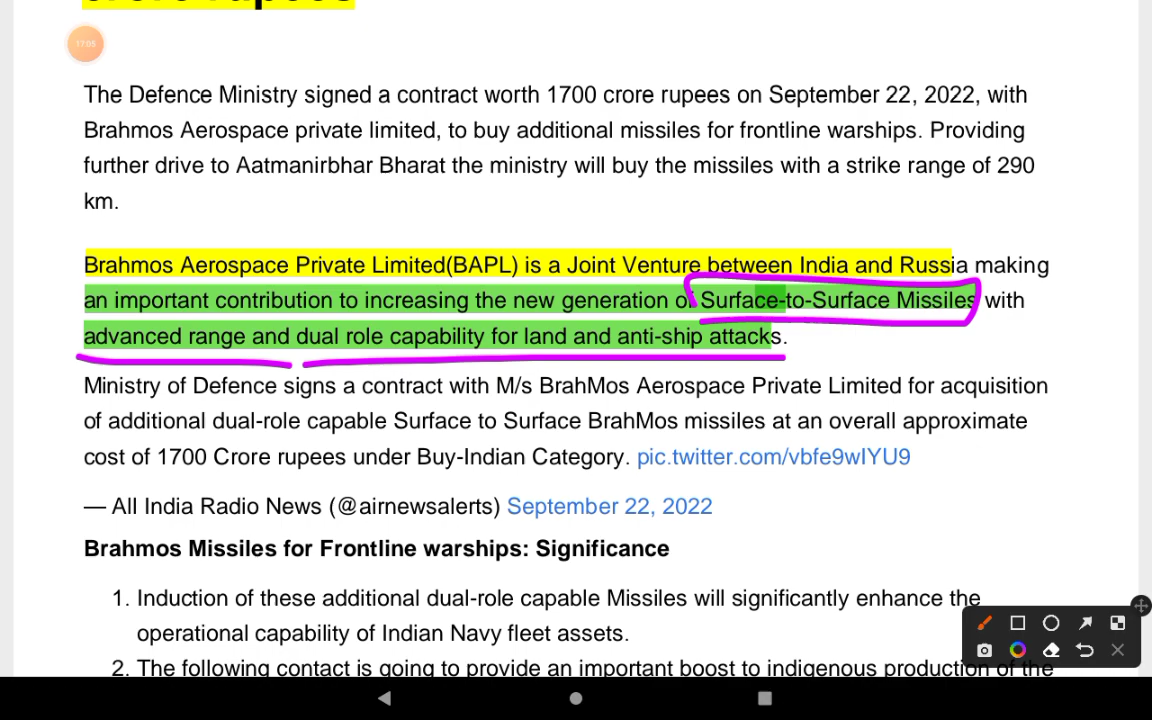 crore rupees
17:05
The Defence Ministry signed a contract worth 1700 crore rupees on September 22, 2022, with
Brahmos Aerospace private limited, to buy additional missiles for frontline warships. Providing
further drive to Aatmanirbhar Bharat the ministry will buy the missiles with a strike range of 290
km.
Brahmos Aerospace Private Limited(BAPL) is a Joint Venture between India and Russia making
an important contribution to increasing the new generation of Surface-to-Surface Missiles with
advanced range and dual role capability for land and anti-ship attacks.
Ministry of Defence signs a contract with M/s BrahMos Aerospace Private Limited for acquisition
of additional dual-role capable Surface to Surface BrahMos missiles at an overall approximate
cost of 1700 Crore rupees under Buy-Indian Category. pic.twitter.com/vbfe9wIYU9
— All India Radio News (@airnewsalerts) September 22, 2022
Brahmos Missiles for Frontline warships: Significance
1. Induction of these additional dual-role capable Missiles will significantly enhance the
operational capability of Indian Navy fleet assets.
2. The following contact is going to provide an important boost to indigenous production of the